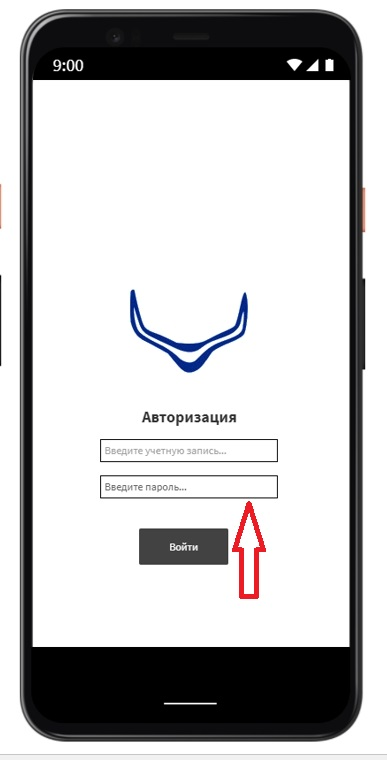 9:00
Авторизация
Введите учетную запись...
Введите пароль...
Войти